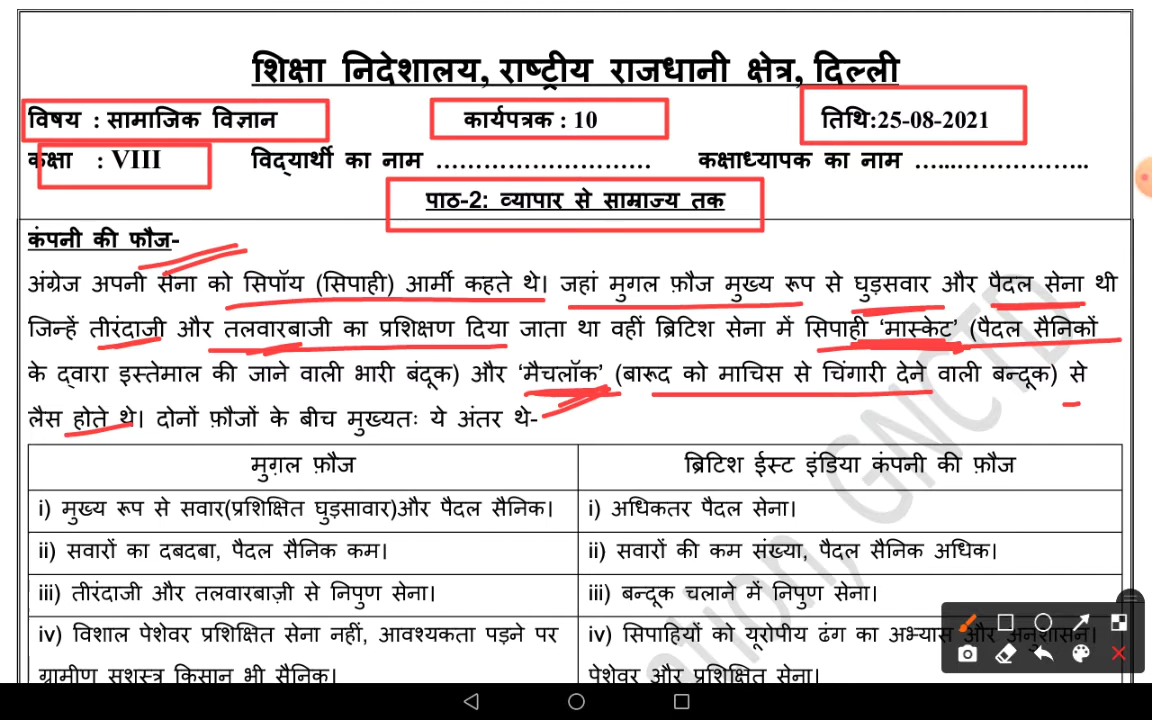 शिक्षा निदेशालय, राष्ट्रीय राजधानी क्षेत्र, दिल्ली
विषय : सामाजिक विज्ञान कार्यपत्रक : 10 तिथि:25-08-2021
कक्षा : VIII विद्यार्थी का नाम ……………………… कक्षाध्यापक का नाम …...……………..
पाठ-2: व्यापार से साम्राज्य तक
कंपनी की फौज-
अंग्रेज अपनी सेना को सिपॉय (सिपाही) आर्मी कहते थे। जहां मुगल फ़ौज मुख्य रूप से घुड़सवार और पैदल सेना थी
जिन्हें तीरंदाजी और तलवारबाजी का प्रशिक्षण दिया जाता था वहीं ब्रिटिश सेना में सिपाही ‘मास्केट’ (पैदल सैनिकों
के द्वारा इस्तेमाल की जाने वाली भारी बंदूक) और ‘मैचलॉक’ (बारूद को माचिस से चिंगारी देने वाली बन्दूक) से
लैस होते थे। दोनों फ़ौजों के बीच मुख्यतः ये अंतर थे-
मुग़ल फ़ौज ब्रिटिश ईस्ट इंडिया कंपनी की फ़ौज
i) मुख्य रूप से सवार(प्रशिक्षित घुड़सावार)और पैदल सैनिक। i) अधिकतर पैदल सेना।
ii) सवारों का दबदबा, पैदल सैनिक कम। ii) सवारों की कम संख्या, पैदल सैनिक अधिक।
iii) तीरंदाजी और तलवारबाज़ी से निपुण सेना। iii) बन्दूक चलाने में निपुण सेना।
iv) विशाल पेशेवर प्रशिक्षित सेना नहीं, आवश्यकता पड़ने पर iv) सिपाहियों को यूरोपीय ढंग का अभ्यास और अनुशासन।
ग्रामीण सशस्त्र किसान भी सैनिक। पेशेवर और प्रशिक्षित सेना।
tion, GNCTD